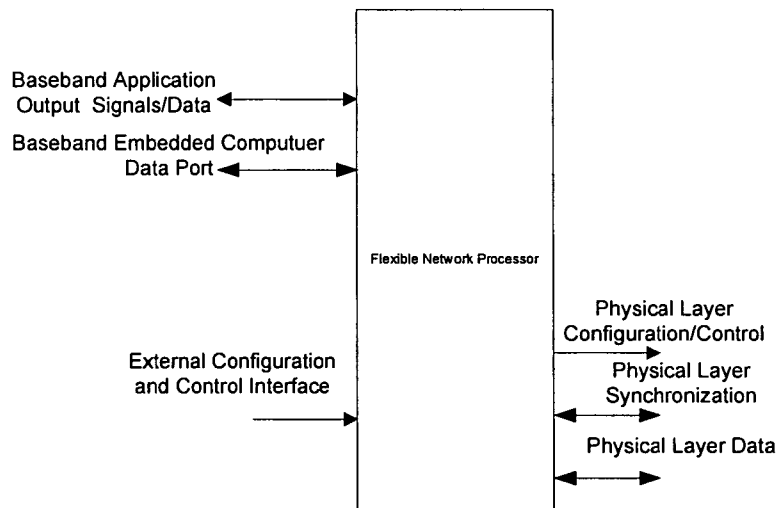 Baseband Application
Output Signals/Data
Baseband Embedded Computuer
Data Port
Flexible Network Processor
Physical Layer
Configuration/Control
External Configuration
and Control Interface
Physical Layer
Synchronization
Physical Layer Data